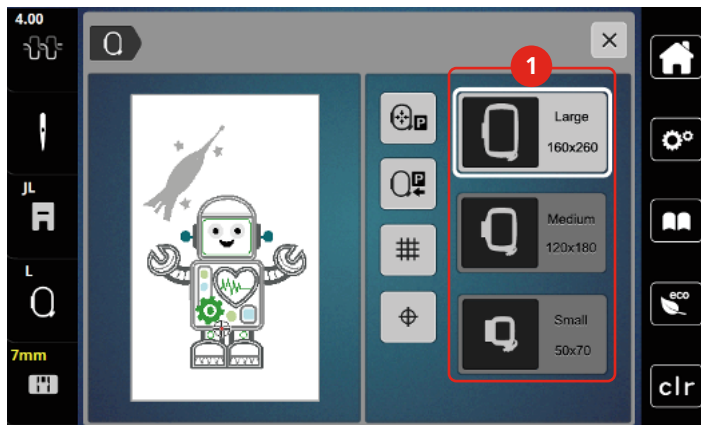 4.00
JL
L
7mm
P
P
1
Large
160x260
Medium
120x180
Small
50x70
eco
clr